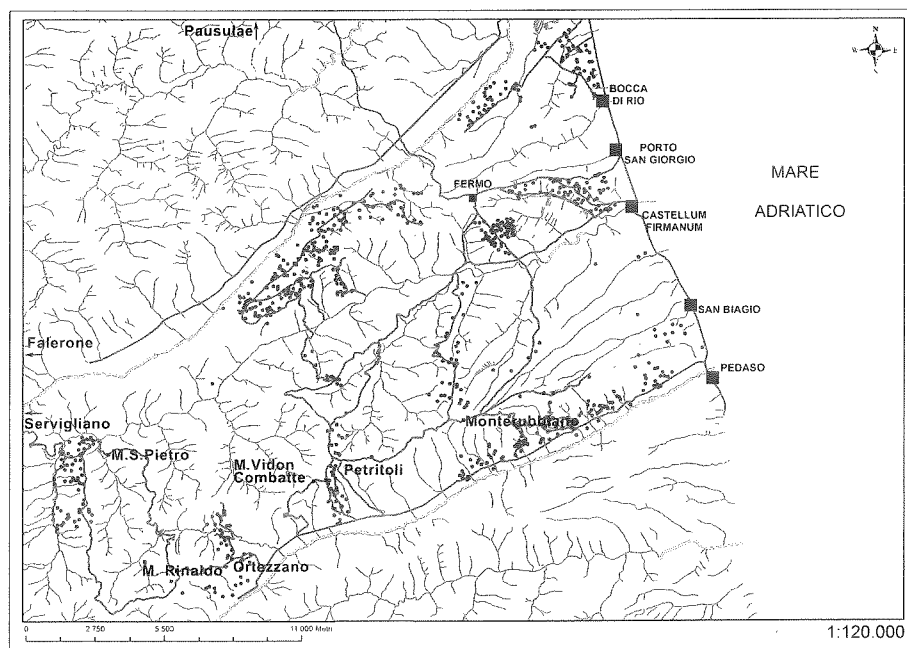 Pausulae
N
W
E
BOCCA
DI RIO
PORTO
SAN GIORGIO
MARE
ADRIATICO
FERMO
CASTELLUM
FIRMANUM
SAN BIAGIO
Falerone
PEDASO
Servigliano
Monterubbiano
M.S.Pietro
M.Vidon
Combatte
Petritoli
M. Rinaldo
Ortezzano
0
2 750
5 500
11 000 Metri
1:120.000